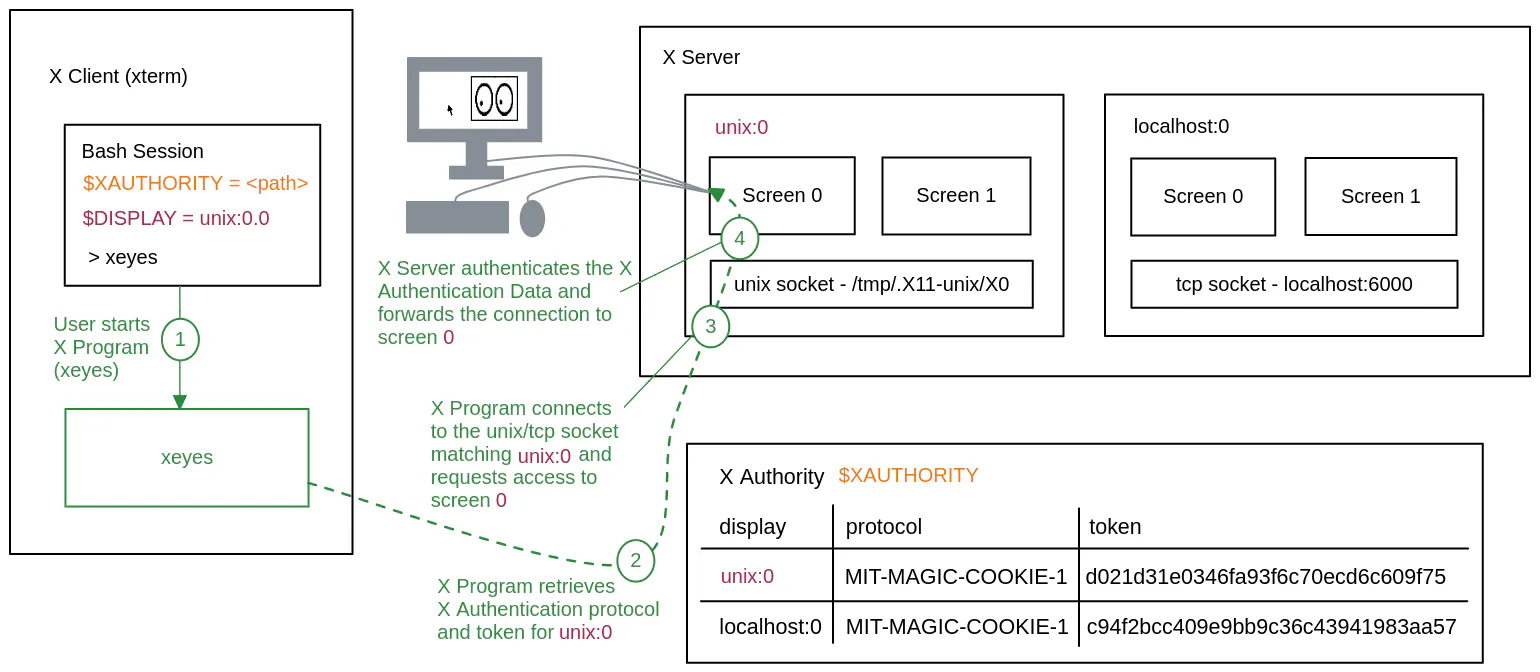 X Client (xterm)
Bash Session
$XAUTHORITY = <path>
$DISPLAY = unix:0.0
> xeyes
User starts
X Program
(xeyes)
1
xeyes
X Server authenticates the X
Authentication Data and
forwards the connection to
screen 0
X Program connects
to the unix/tcp socket
matching unix:0 and
requests access to
screen 0
2
X Program retrieves
X Authentication protocol
and token for unix:0
X Server
unix:0
Screen 0
Screen 1
4
unix socket - /tmp/.X11-unix/X0
3
localhost:0
Screen 0
Screen 1
tcp socket - localhost:6000
X Authority $XAUTHORITY
display protocol token
unix:0 MIT-MAGIC-COOKIE-1 d021d31e0346fa93f6c70ecd6c609f75
localhost:0 MIT-MAGIC-COOKIE-1 c94f2bcc409e9bb9c36c43941983aa57